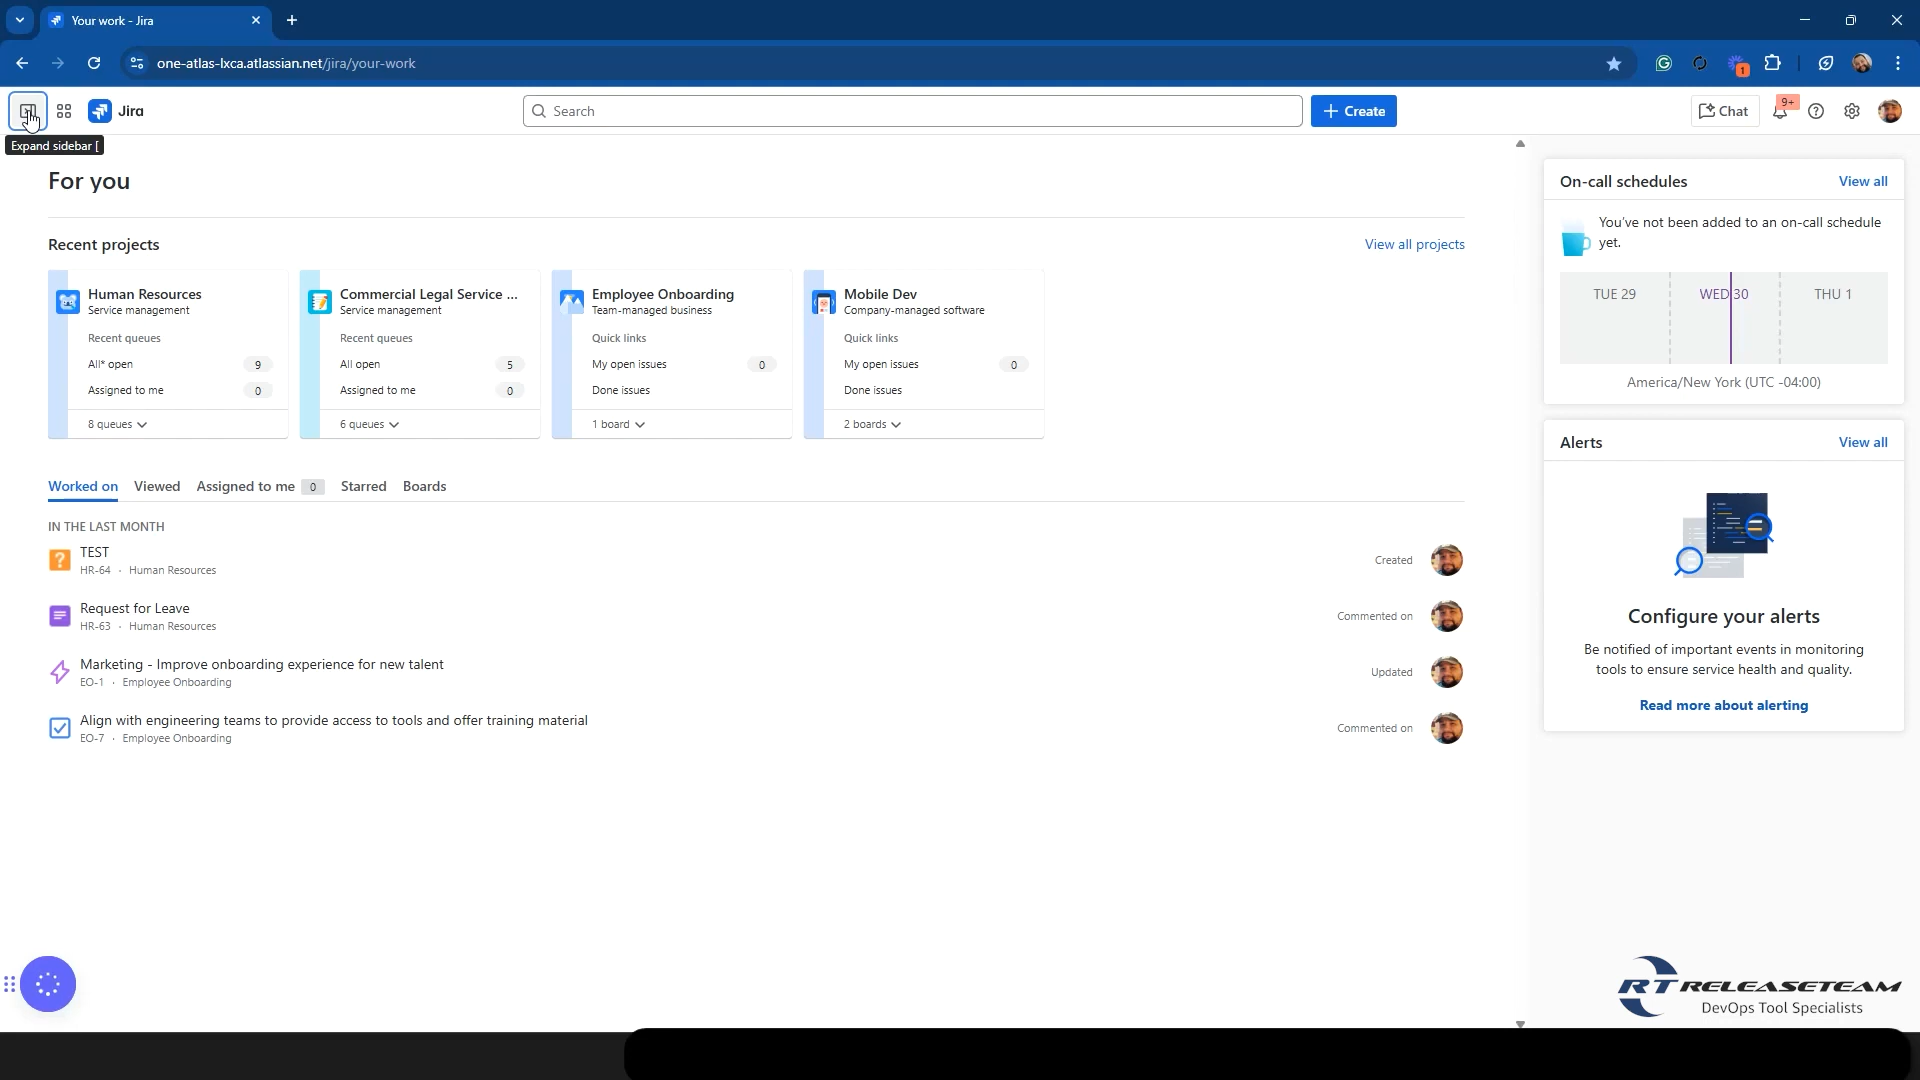 Your work - Jira
one-atlas-lxca.atlassian.net/jira/your-work
1
Jira
Search
Create
Chat
9+
Expand sidebar [
For you
Recent projects
View all projects
Human Resources
Service management
Recent queues
All* open 9
Assigned to me 0
8 queues
Commercial Legal Service ...
Service management
Recent queues
All open 5
Assigned to me 0
6 queues
Employee Onboarding
Team-managed business
Quick links
My open issues 0
Done issues
1 board
Mobile Dev
Company-managed software
Quick links
My open issues 0
Done issues
2 boards
Worked on Viewed Assigned to me 0 Starred Boards
IN THE LAST MONTH
TEST
HR-64 · Human Resources
Created
Request for Leave
HR-63 · Human Resources
Commented on
Marketing - Improve onboarding experience for new talent
EO-1 · Employee Onboarding
Updated
Align with engineering teams to provide access to tools and offer training material
EO-7 · Employee Onboarding
Commented on
On-call schedules View all
You've not been added to an on-call schedule
yet.
TUE 29 WED 30 THU 1
America/New York (UTC -04:00)
Alerts View all
Configure your alerts
Be notified of important events in monitoring
tools to ensure service health and quality.
Read more about alerting
RT RELEASETEAM
DevOps Tool Specialists